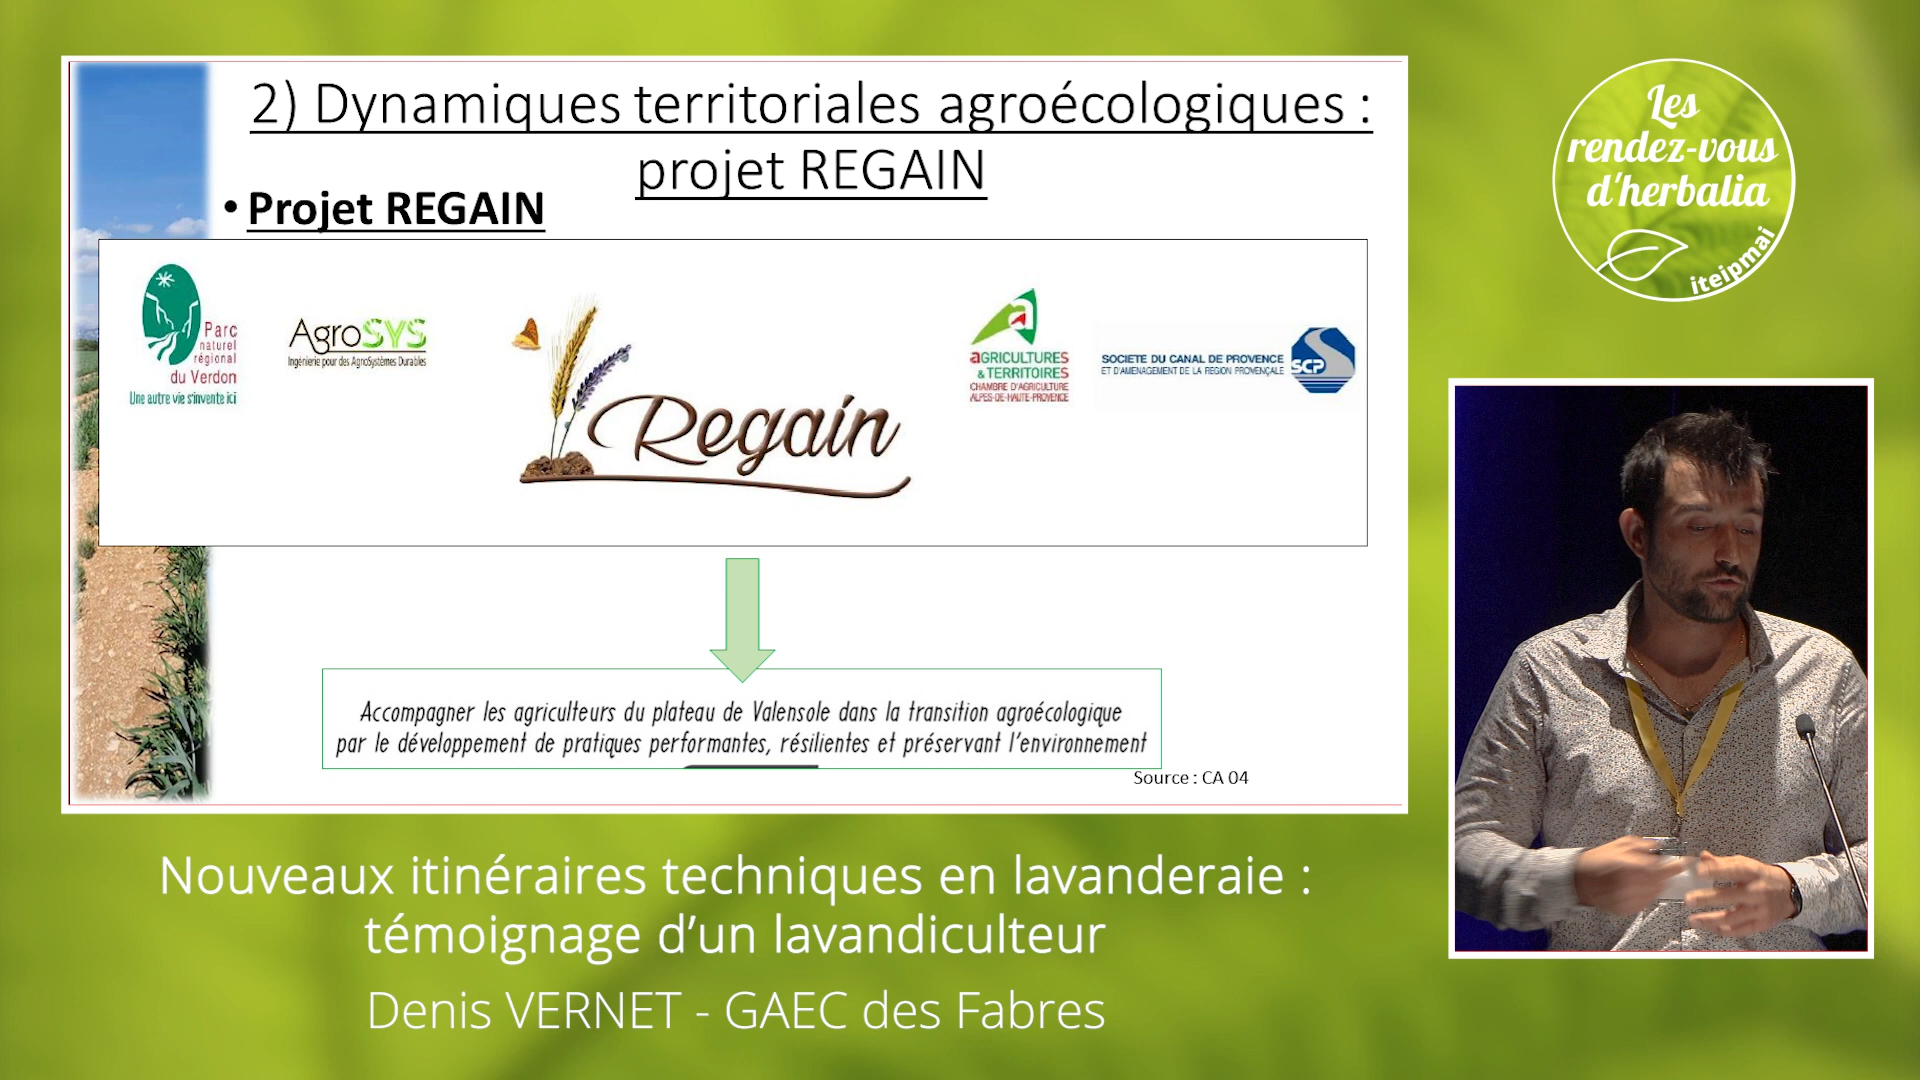 2) Dynamiques territoriales agroécologiques :
projet REGAIN
• Projet REGAIN
Parc
naturel
régional
du Verdon
Une autre vie s'invente ici
AgroSYS
Ingénierie pour des AgroSystèmes Durables
Regain
aGRICULTURES
& TERRITOIRES
CHAMBRE D'AGRICULTURE
ALPES-DE-HAUTE-PROVENCE
SOCIETE DU CANAL DE PROVENCE
ET D'AMENAGEMENT DE LA REGION PROVENÇALE
SCP
Accompagner les agriculteurs du plateau de Valensole dans la transition agroécologique
par le développement de pratiques performantes, résilientes et préservant l'environnement
Source : CA 04
Les
rendez-vous
d'herbalia
iteipmai
Nouveaux itinéraires techniques en lavanderaie :
témoignage d'un lavandiculteur
Denis VERNET - GAEC des Fabres